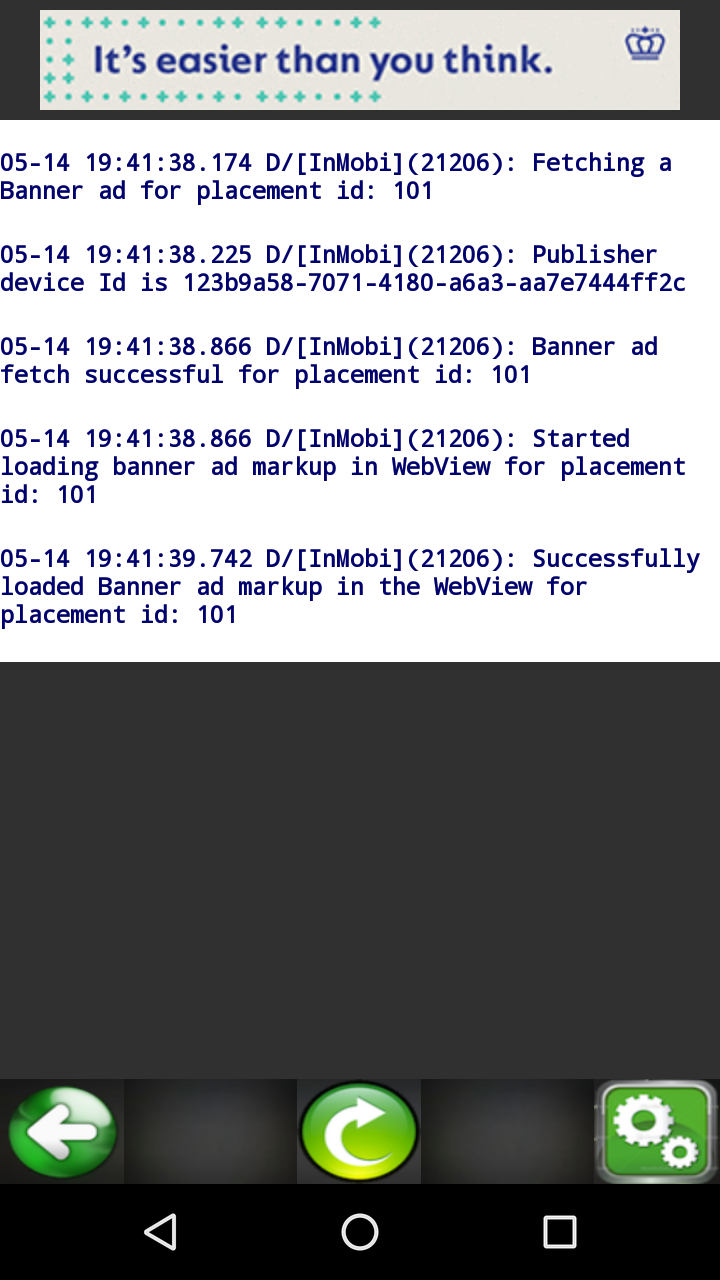 It's easier than you think.
05-14 19:41:38.174 D/[InMobi](21206): Fetching a
Banner ad for placement id: 101
05-14 19:41:38.225 D/[InMobi](21206): Publisher
device Id is 123b9a58-7071-4180-a6a3-aa7e7444ff2c
05-14 19:41:38.866 D/[InMobi](21206): Banner ad
fetch successful for placement id: 101
05-14 19:41:38.866 D/[InMobi](21206): Started
loading banner ad markup in WebView for placement
id: 101
05-14 19:41:39.742 D/[InMobi](21206): Successfully
loaded Banner ad markup in the WebView for
placement id: 101